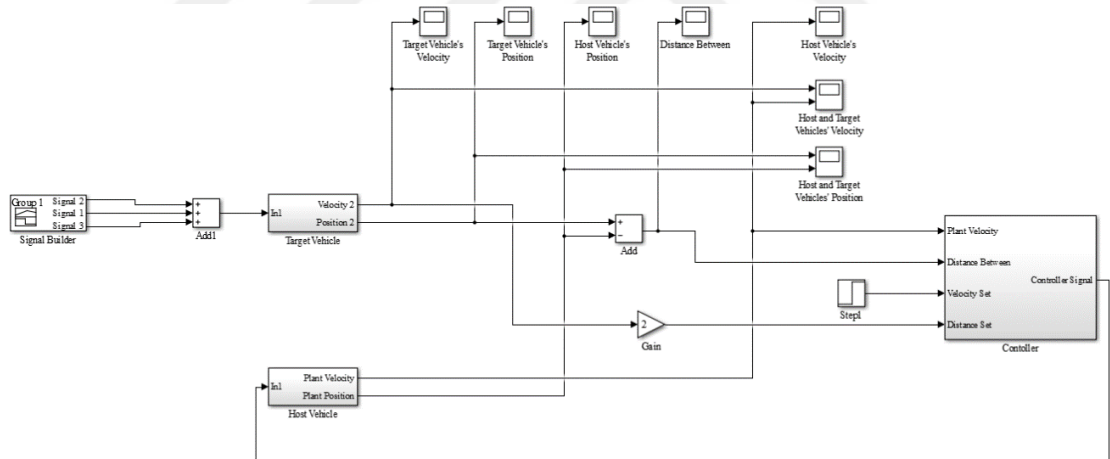 Target Vehicle's
Velocity
Target Vehicle's
Position
Host Vehicle's
Position
Distance Between
Host Vehicle's
Velocity
Host and Target
Vehicles' Velocity
Host and Target
Vehicles' Position
Group 1
Signal 2
Signal 1
Signal 3
Signal Builder
+
+
+
Add1
In1
Velocity 2
Position 2
Target Vehicle
+
−
Add
Plant Velocity
Distance Between
Velocity Set
Distance Set
Controller Signal
Contoller
Step1
2
Gain
In1
Plant Velocity
Plant Position
Host Vehicle